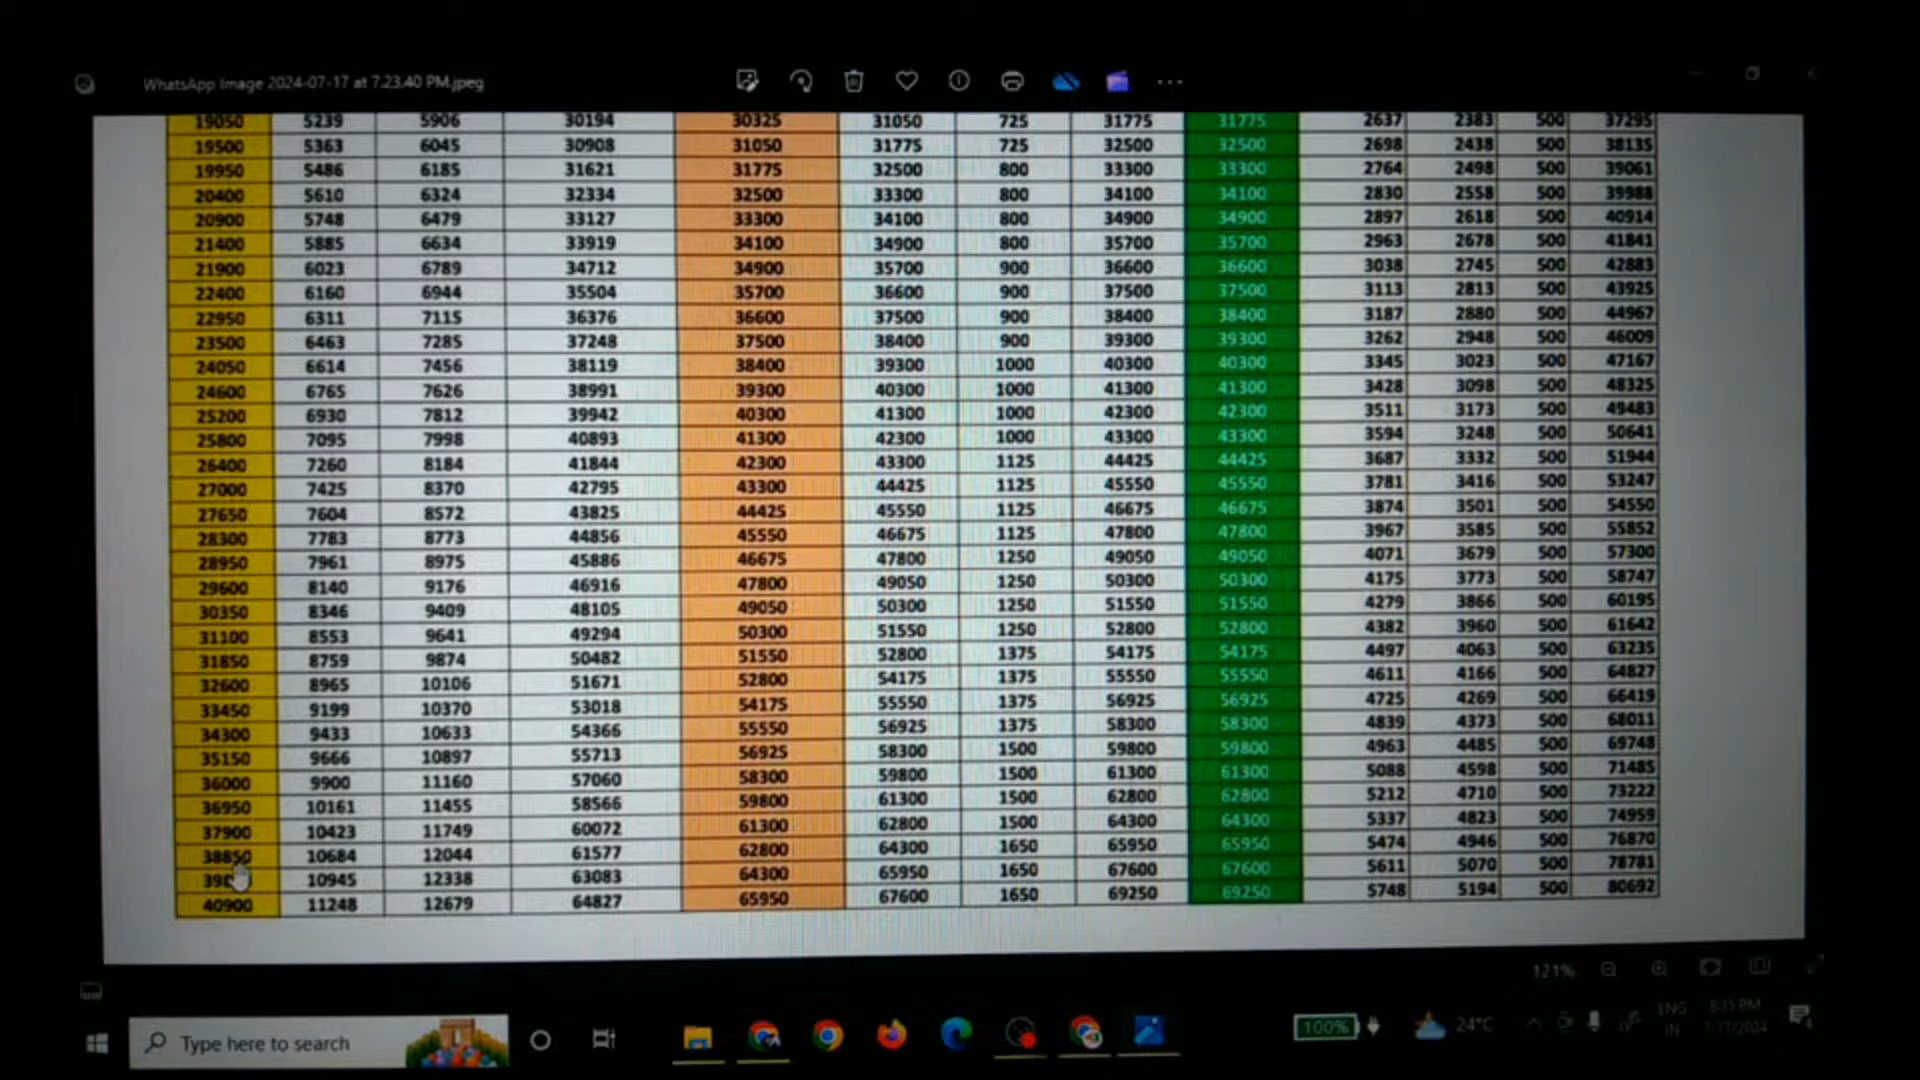 WhatsApp Image 2024-07-17 at 7.23.40 PM.jpeg
19050 5239 5906 30194 30325 31050 725 31775 31775 2637 2383 500 37295
19500 5363 6045 30908 31050 31775 725 32500 32500 2698 2438 500 38135
19950 5486 6185 31621 31775 32500 800 33300 33300 2764 2498 500 39061
20400 5610 6324 32334 32500 33300 800 34100 34100 2830 2558 500 39988
20900 5748 6479 33127 33300 34100 800 34900 34900 2897 2618 500 40914
21400 5885 6634 33919 34100 34900 800 35700 35700 2963 2678 500 41841
21900 6023 6789 34712 34900 35700 900 36600 36600 3038 2745 500 42883
22400 6160 6944 35504 35700 36600 900 37500 37500 3113 2813 500 43925
22950 6311 7115 36376 36600 37500 900 38400 38400 3187 2880 500 44967
23500 6463 7285 37248 37500 38400 900 39300 39300 3262 2948 500 46009
24050 6614 7456 38119 38400 39300 1000 40300 40300 3345 3023 500 47167
24600 6765 7626 38991 39300 40300 1000 41300 41300 3428 3098 500 48325
25200 6930 7812 39942 40300 41300 1000 42300 42300 3511 3173 500 49483
25800 7095 7998 40893 41300 42300 1000 43300 43300 3594 3248 500 50641
26400 7260 8184 41844 42300 43300 1125 44425 44425 3687 3332 500 51944
27000 7425 8370 42795 43300 44425 1125 45550 45550 3781 3416 500 53247
27650 7604 8572 43825 44425 45550 1125 46675 46675 3874 3501 500 54550
28300 7783 8773 44856 45550 46675 1125 47800 47800 3967 3585 500 55852
28950 7961 8975 45886 46675 47800 1250 49050 49050 4071 3679 500 57300
29600 8140 9176 46916 47800 49050 1250 50300 50300 4175 3773 500 58747
30350 8346 9409 48105 49050 50300 1250 51550 51550 4279 3866 500 60195
31100 8553 9641 49294 50300 51550 1250 52800 52800 4382 3960 500 61642
31850 8759 9874 50482 51550 52800 1375 54175 54175 4497 4063 500 63235
32600 8965 10106 51671 52800 54175 1375 55550 55550 4611 4166 500 64827
33450 9199 10370 53018 54175 55550 1375 56925 56925 4725 4269 500 66419
34300 9433 10633 54366 55550 56925 1375 58300 58300 4839 4373 500 68011
35150 9666 10897 55713 56925 58300 1500 59800 59800 4963 4485 500 69748
36000 9900 11160 57060 58300 59800 1500 61300 61300 5088 4598 500 71485
36950 10161 11455 58566 59800 61300 1500 62800 62800 5212 4710 500 73222
37900 10423 11749 60072 61300 62800 1500 64300 64300 5337 4823 500 74959
38850 10684 12044 61577 62800 64300 1650 65950 65950 5474 4946 500 76870
10945 12338 63083 64300 65950 1650 67600 67600 5611 5070 500 78781
40900 11248 12679 64827 65950 67600 1650 69250 69250 5748 5194 500 80692
121%
Type here to search
100%
24°C
ENG
IN
8:35 PM
7/17/2024